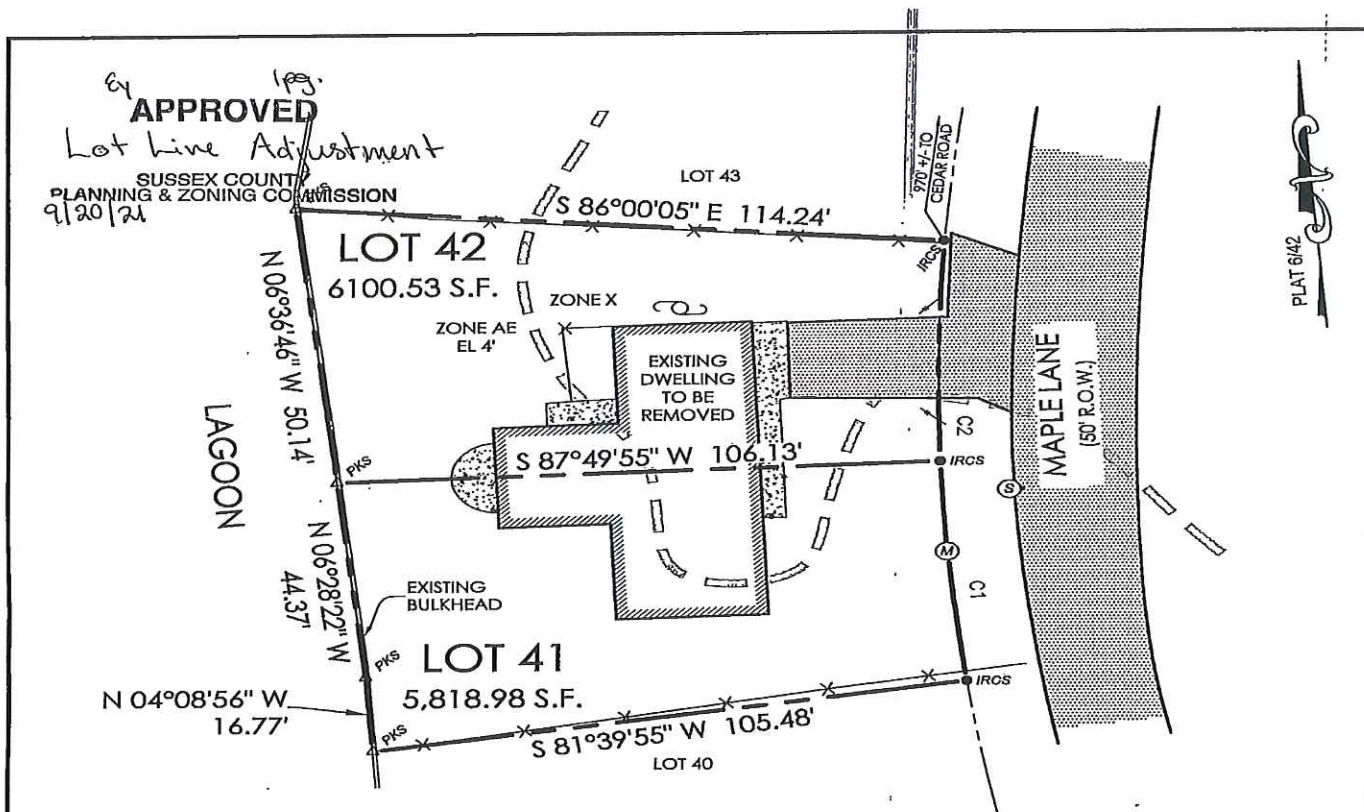 APPROVED
Lot Line Adjustment
SUSSEX COUNTY
PLANNING & ZONING COMMISSION
9/20/21
LOT 43
S 86°00'05" E 114.24'
970' +/- TO
CEDAR ROAD
IRCS
PLAT 6/42
LOT 42
6100.53 S.F.
ZONE X
ZONE AE
EL 4'
N 06°36'46" W 50.14'
EXISTING
DWELLING
TO BE
REMOVED
LAGOON
PKS
S 87°49'55" W 106.13'
C2
IRCS
MAPLE LANE
(50' R.O.W.)
S
M
C1
N 06°28'22" W
44.37'
EXISTING
BULKHEAD
PKS
LOT 41
5,818.98 S.F.
N 04°08'56" W
16.77'
PKS
S 81°39'55" W 105.48'
IRCS
LOT 40